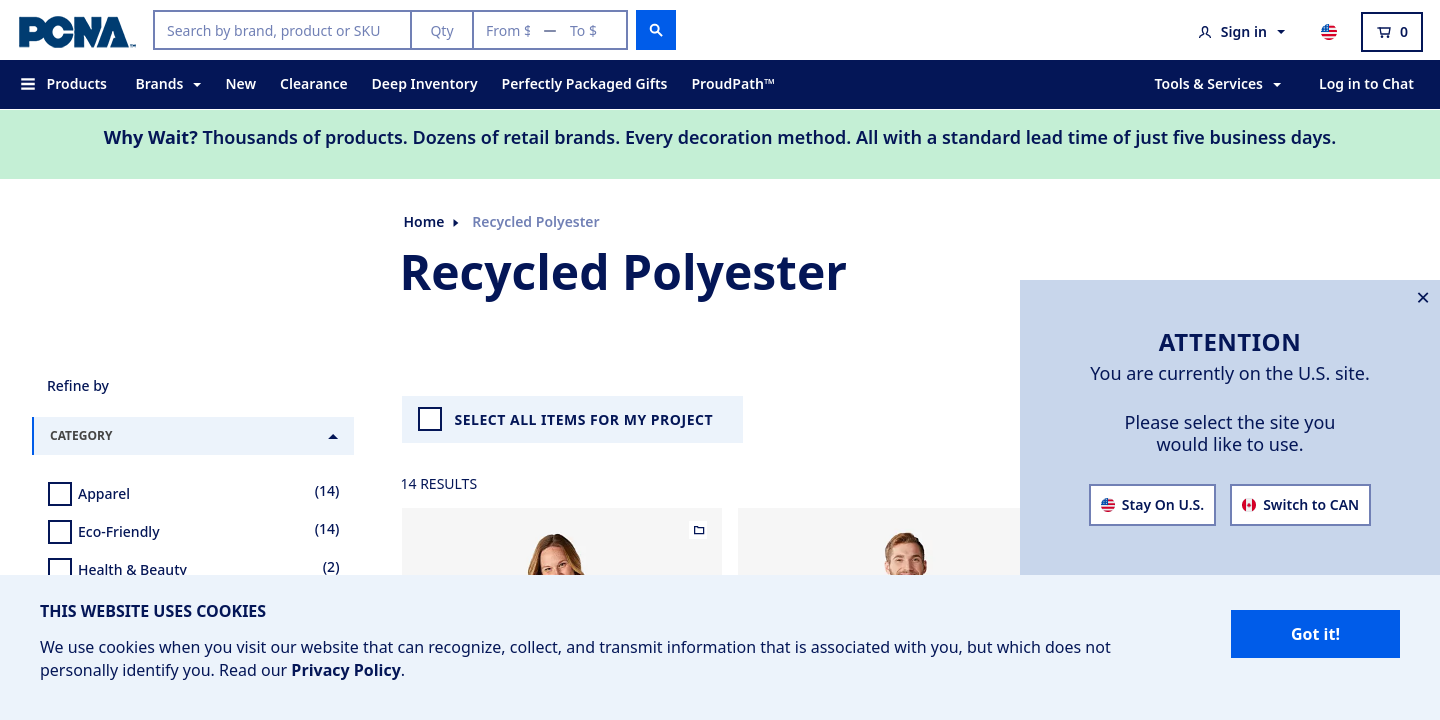 PCNA™
Search by brand, product or SKU
Qty
From $ — To $
Sign in
0
Products
Brands
New
Clearance
Deep Inventory
Perfectly Packaged Gifts
ProudPath™
Tools & Services
Log in to Chat
Why Wait? Thousands of products. Dozens of retail brands. Every decoration method. All with a standard lead time of just five business days.
Home
Recycled Polyester
Recycled Polyester
Refine by
CATEGORY
Apparel (14)
Eco-Friendly (14)
Health & Beauty (2)
SELECT ALL ITEMS FOR MY PROJECT
14 RESULTS
ATTENTION
You are currently on the U.S. site.
Please select the site you
would like to use.
Stay On U.S.
Switch to CAN
THIS WEBSITE USES COOKIES
We use cookies when you visit our website that can recognize, collect, and transmit information that is associated with you, but which does not
personally identify you. Read our Privacy Policy.
Got it!